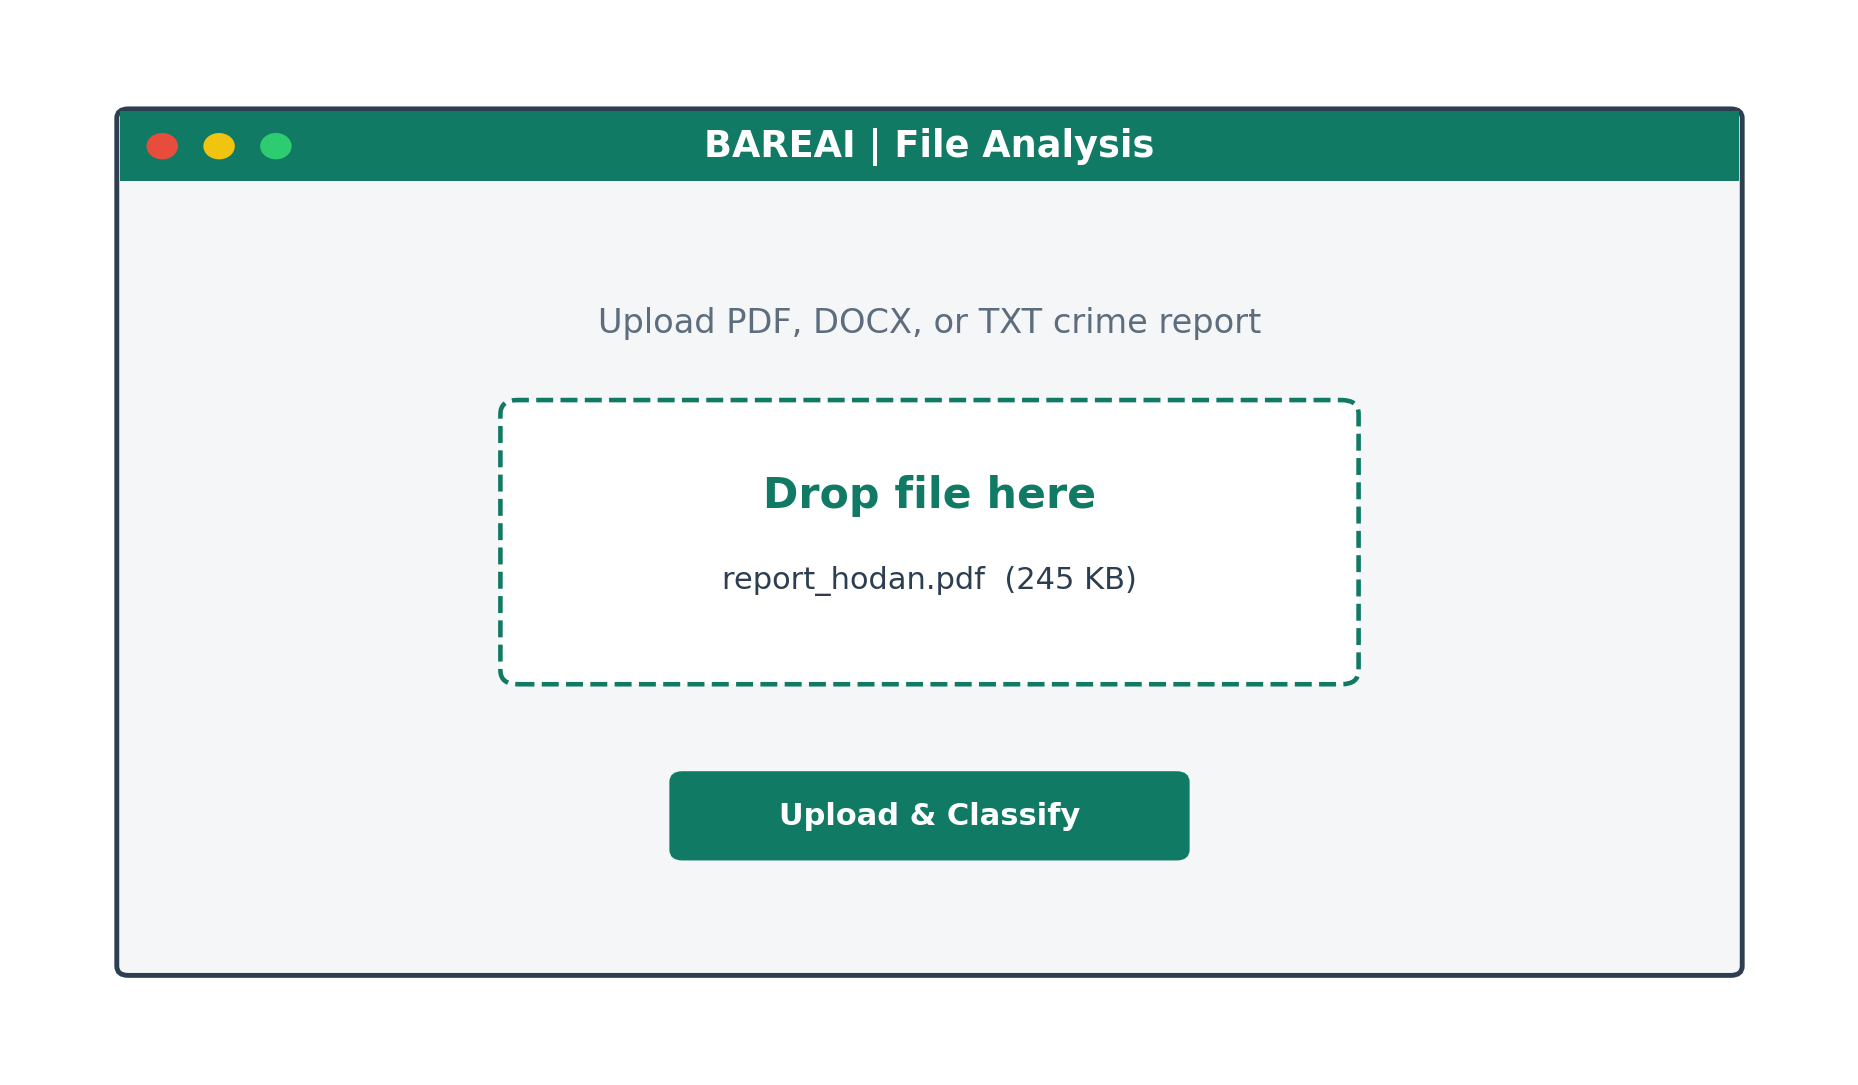 BAREAI | File Analysis
Upload PDF, DOCX, or TXT crime report
Drop file here
report_hodan.pdf  (245 KB)
Upload & Classify